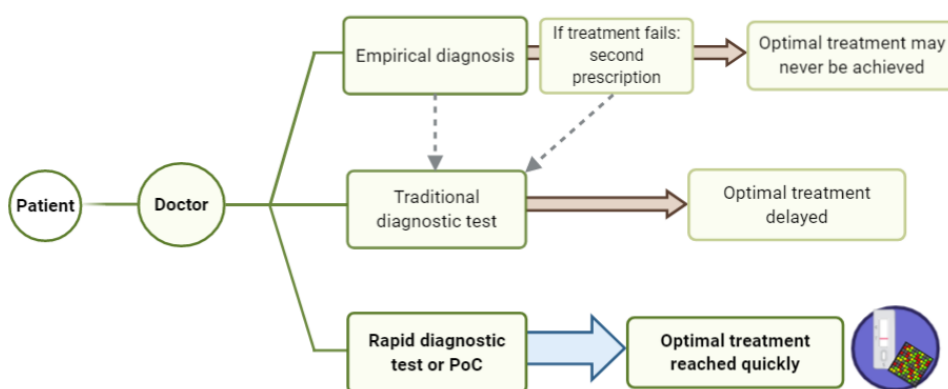 Empirical diagnosis
If treatment fails:
second
prescription
Optimal treatment may
never be achieved
Patient
Doctor
Traditional
diagnostic test
Optimal treatment
delayed
Rapid diagnostic
test or PoC
Optimal treatment
reached quickly